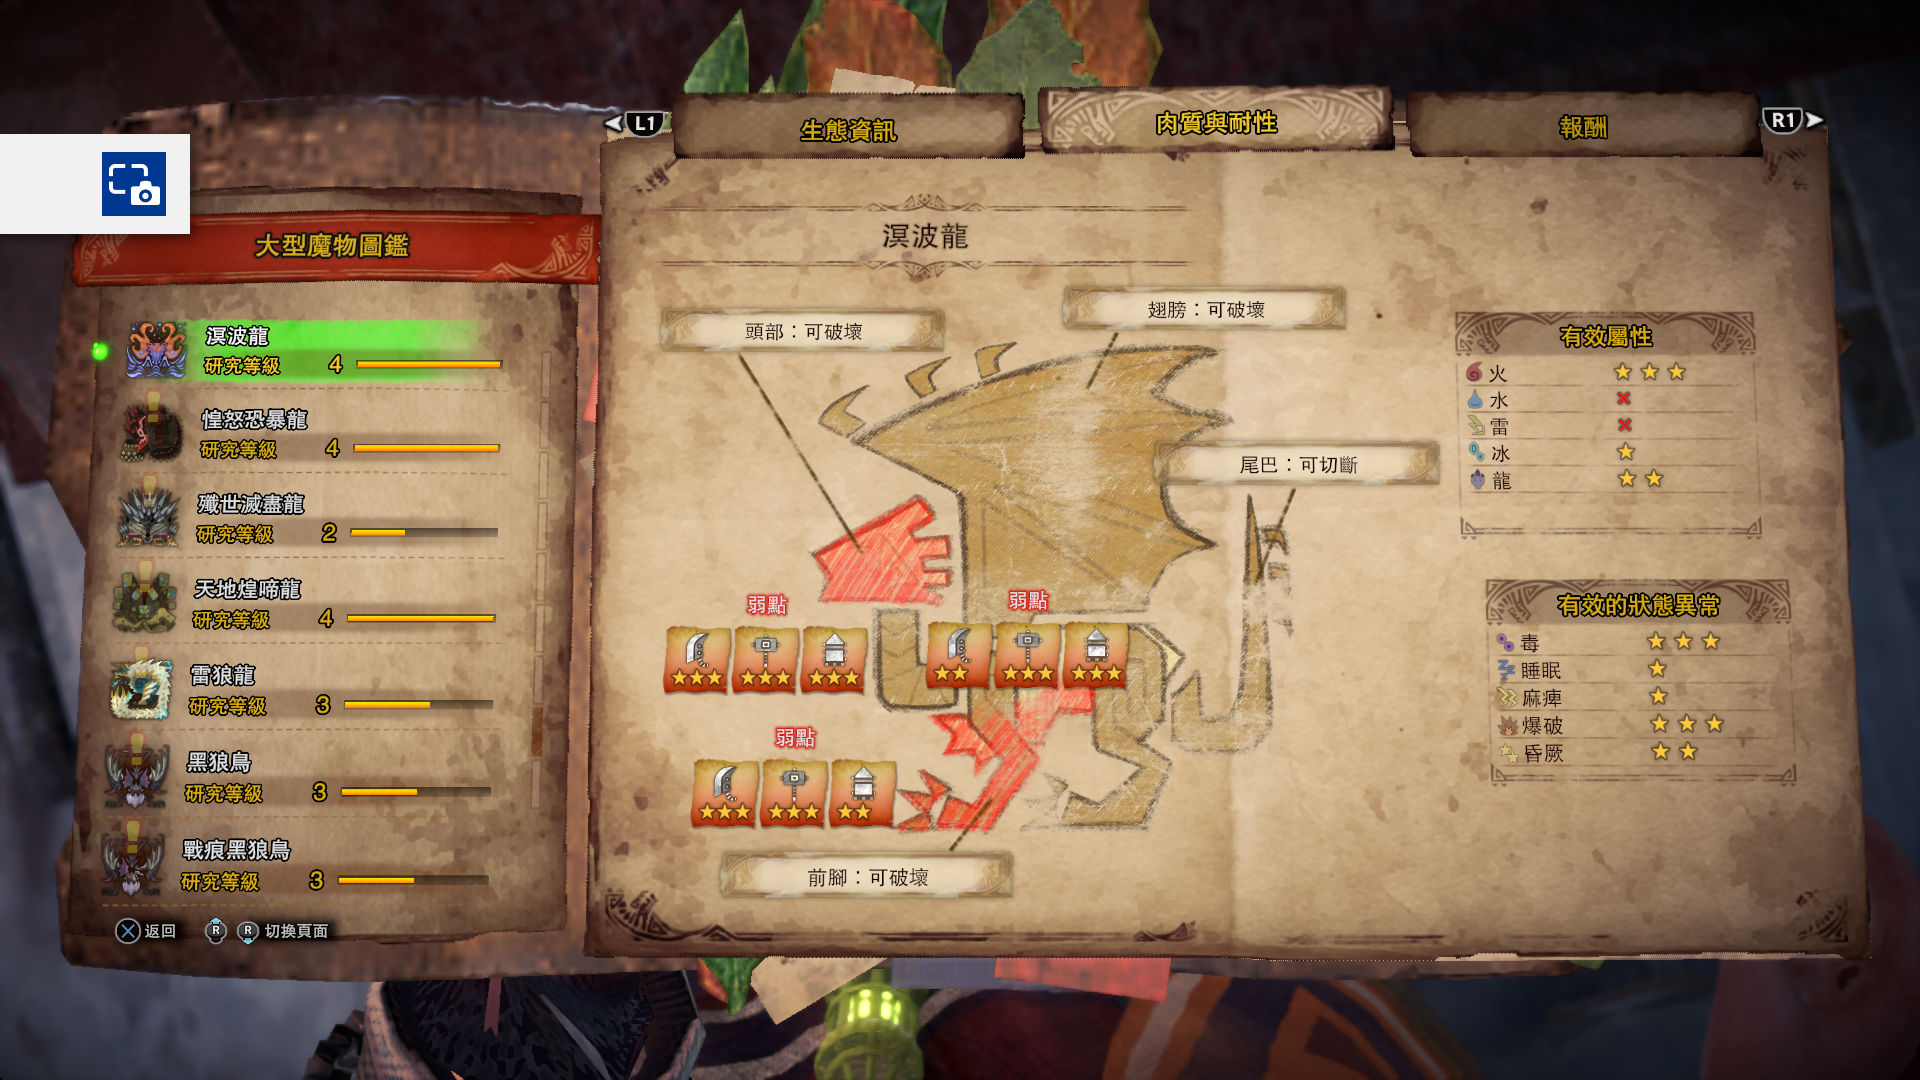 L1
生態資訊
肉質與耐性
報酬
R1
大型魔物圖鑑
溟波龍
研究等級 4
惶怒恐暴龍
研究等級 4
殲世滅盡龍
研究等級 2
天地煌啼龍
研究等級 4
雷狼龍
研究等級 3
黑狼鳥
研究等級 3
戰痕黑狼鳥
研究等級 3
返回 R R 切換頁面
溟波龍
頭部：可破壞
翅膀：可破壞
尾巴：可切斷
弱點
弱點
弱點
前腳：可破壞
有效屬性
火 ★★★
水 ×
雷 ×
冰 ★
龍 ★★
有效的狀態異常
毒 ★★★
睡眠 ★
麻痺 ★
爆破 ★★★
昏厥 ★★